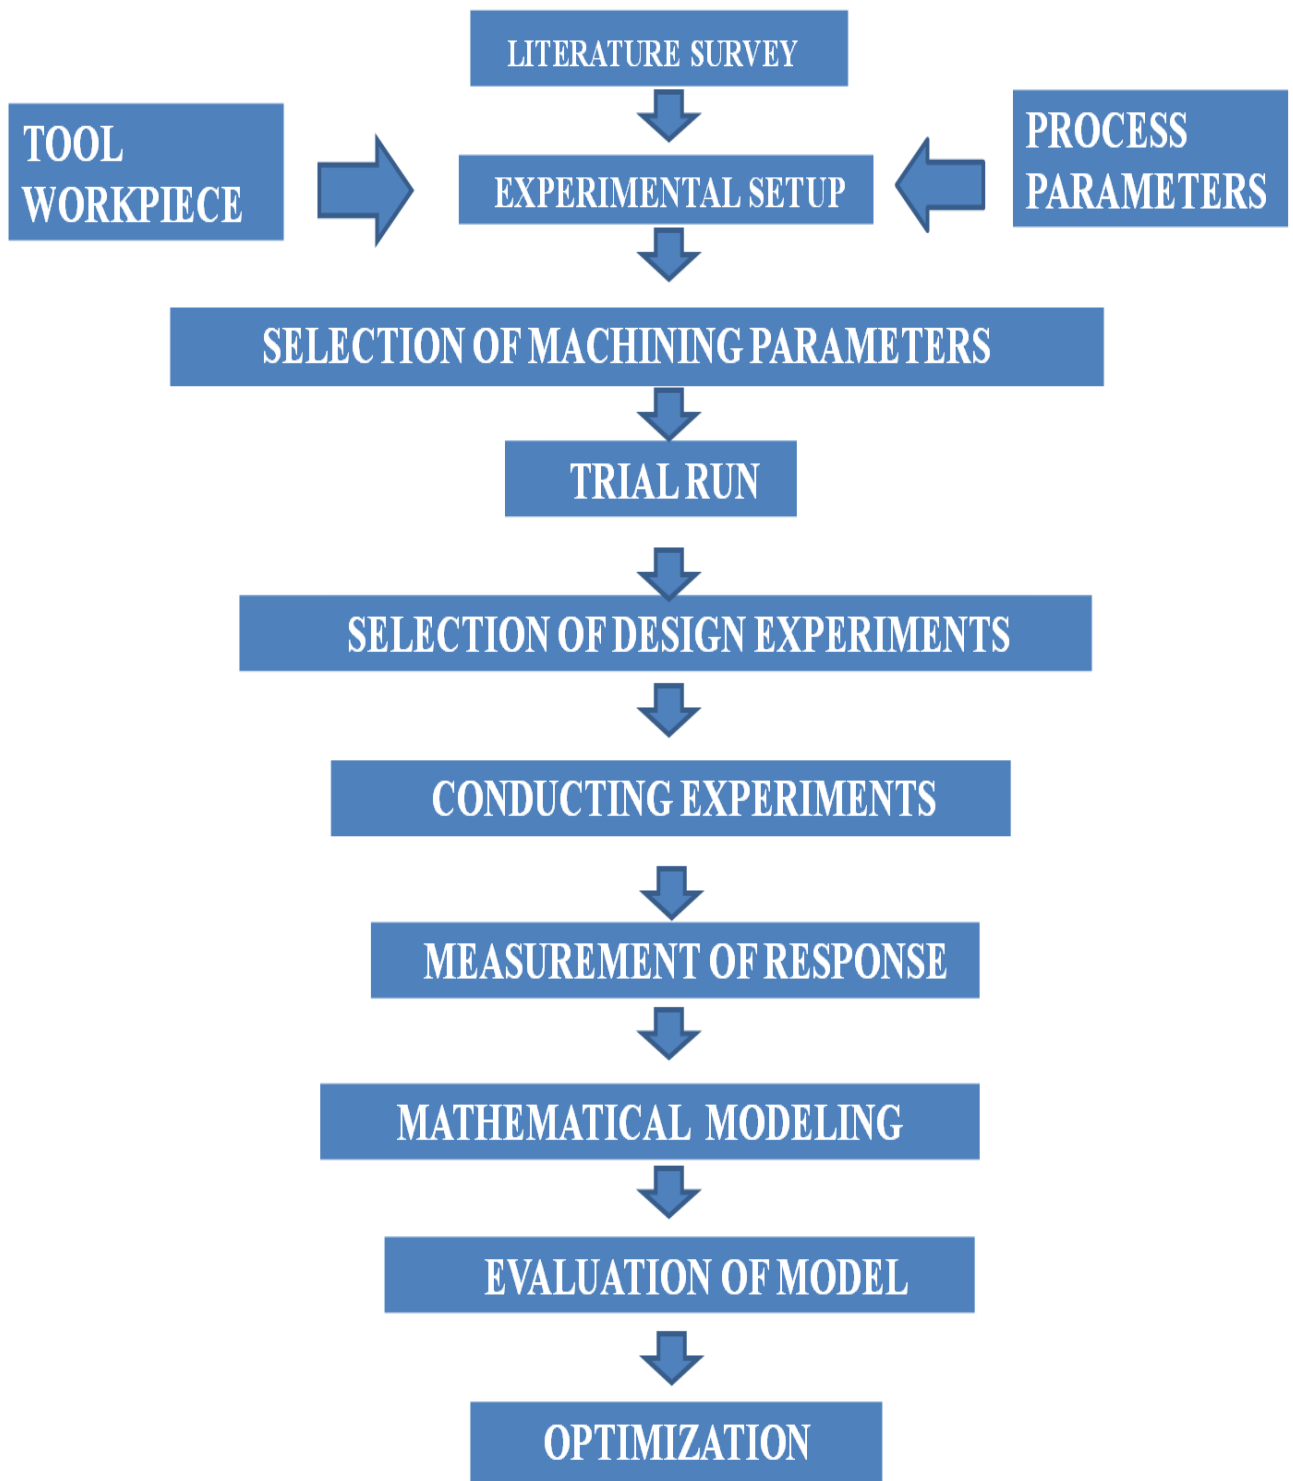 LITERATURE SURVEY
TOOL
WORKPIECE
EXPERIMENTAL SETUP
PROCESS
PARAMETERS
SELECTION OF MACHINING PARAMETERS
TRIAL RUN
SELECTION OF DESIGN EXPERIMENTS
CONDUCTING EXPERIMENTS
MEASUREMENT OF RESPONSE
MATHEMATICAL MODELING
EVALUATION OF MODEL
OPTIMIZATION